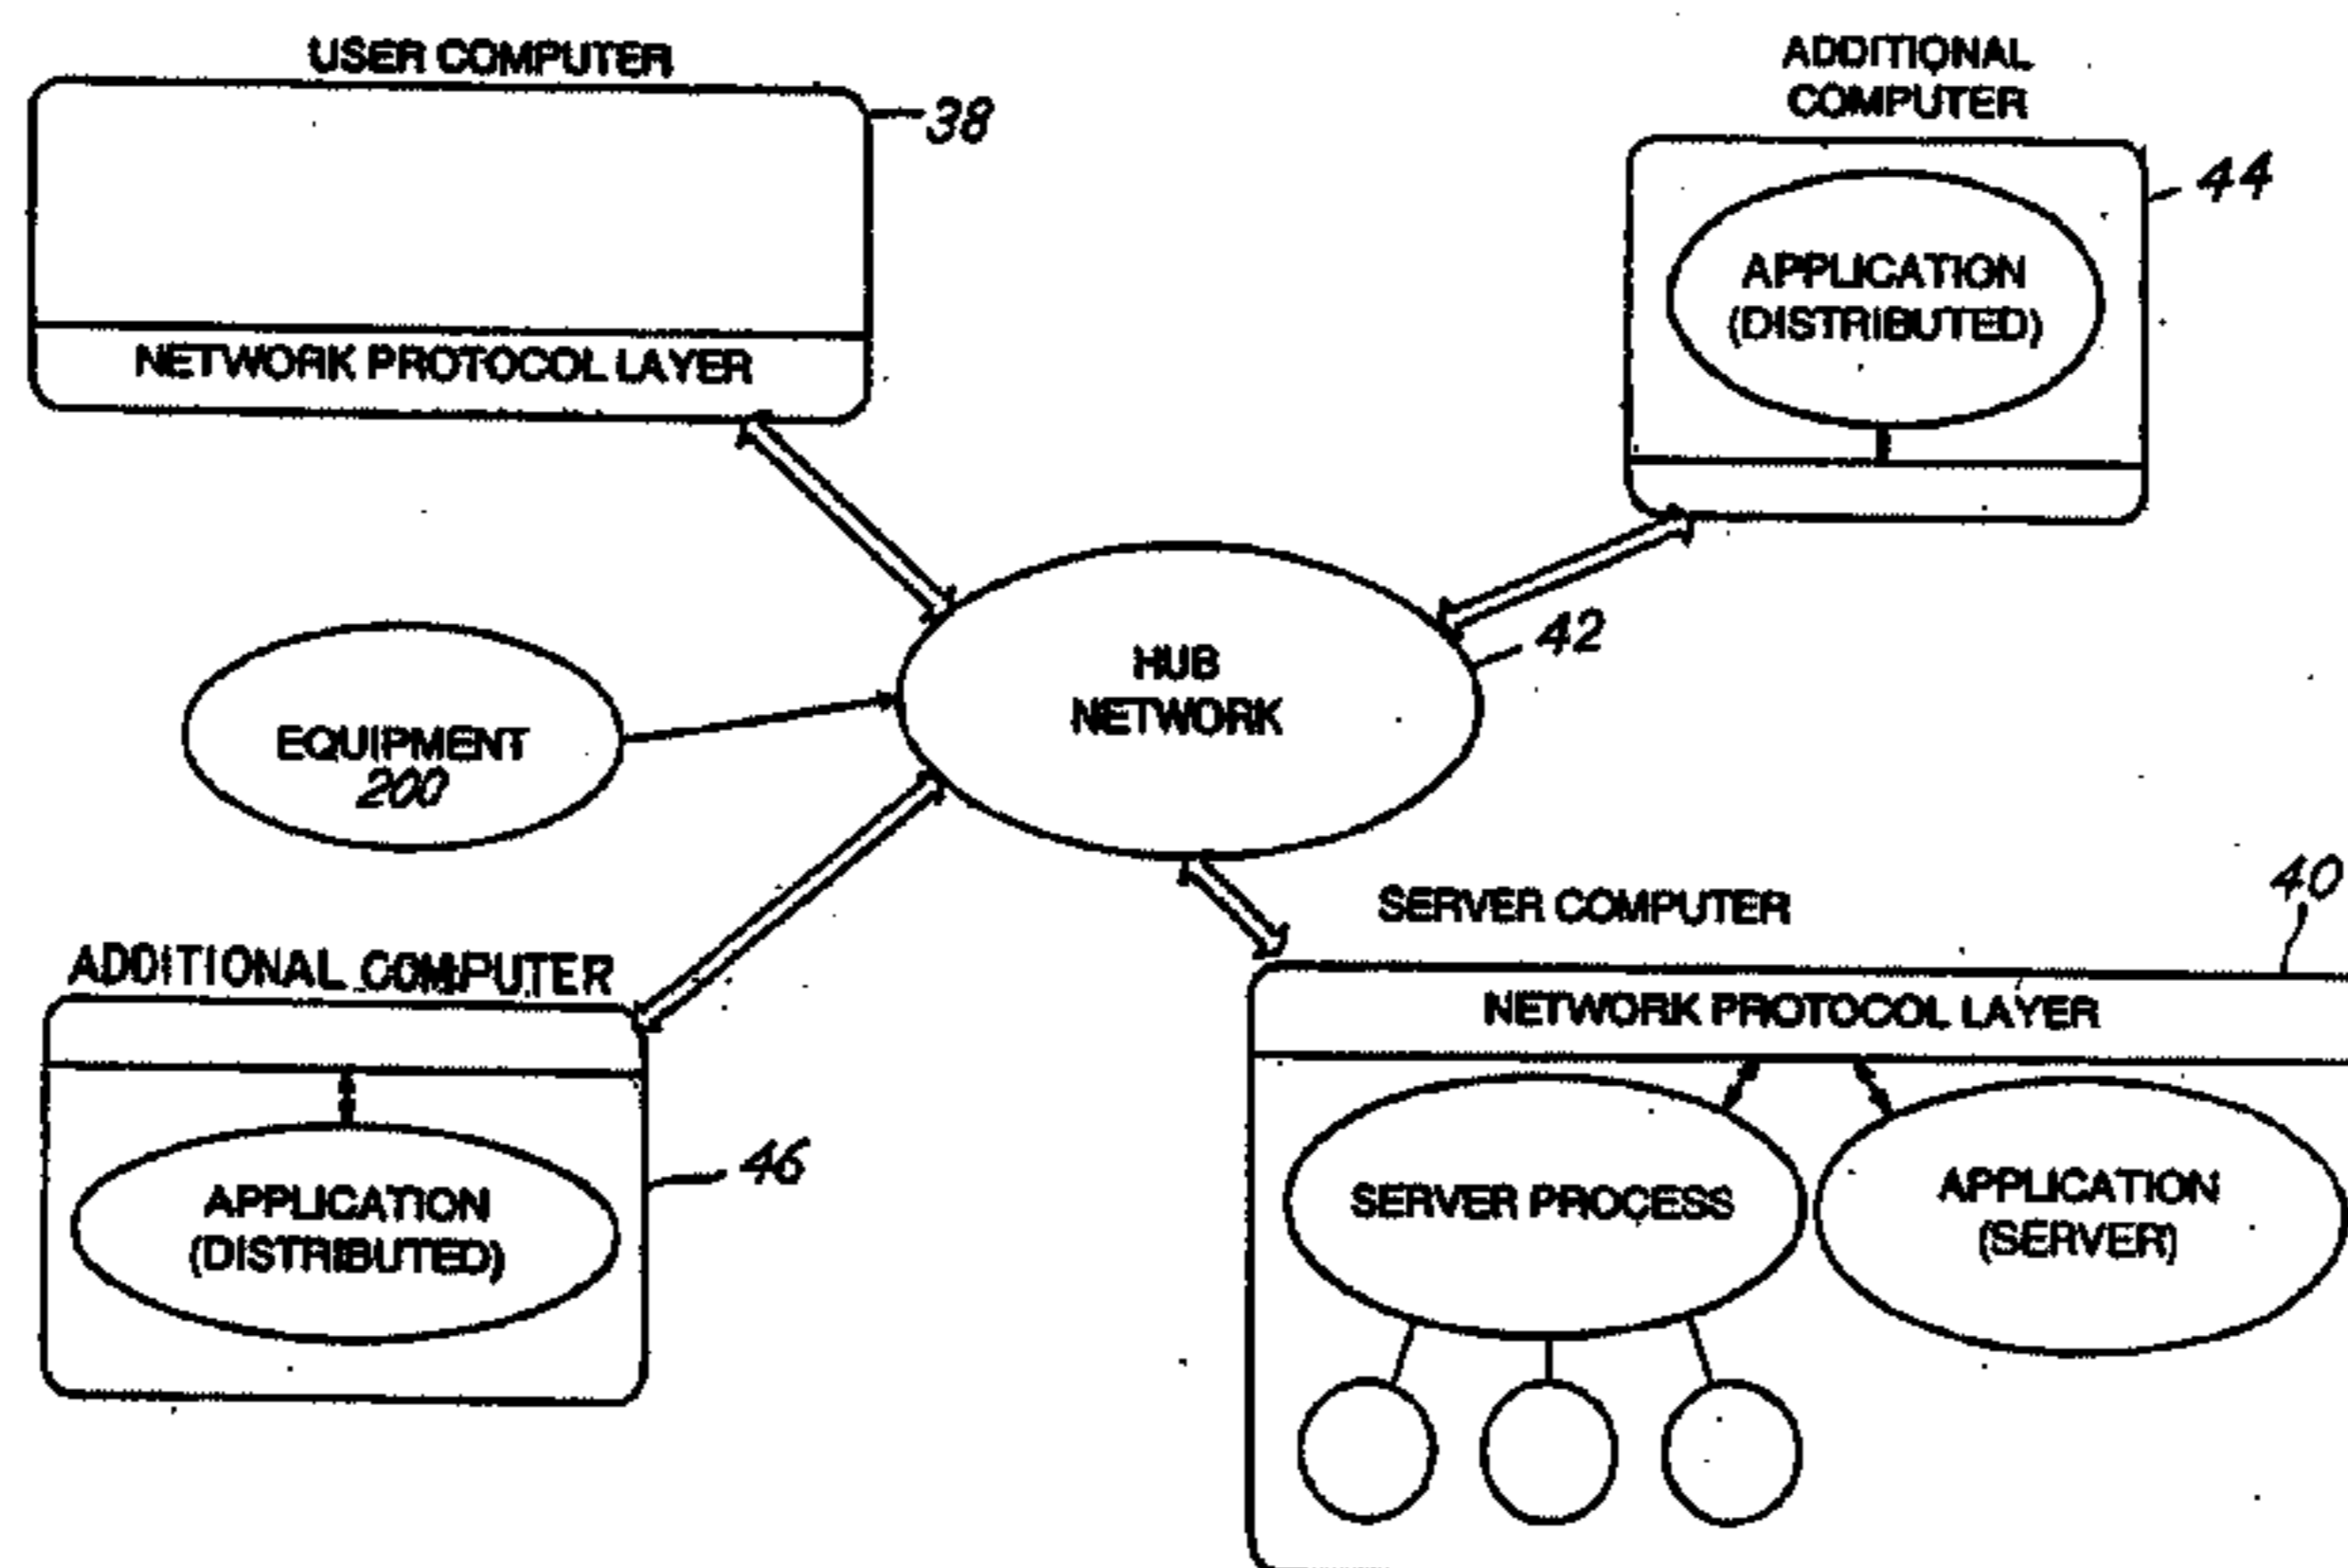 USER COMPUTER
38
NETWORK PROTOCOL LAYER
ADDITIONAL
COMPUTER
44
APPLICATION
(DISTRIBUTED)
HUB
NETWORK
42
EQUIPMENT
200
ADDITIONAL COMPUTER
46
APPLICATION
(DISTRIBUTED)
SERVER COMPUTER
40
NETWORK PROTOCOL LAYER
SERVER PROCESS
APPLICATION
(SERVER)